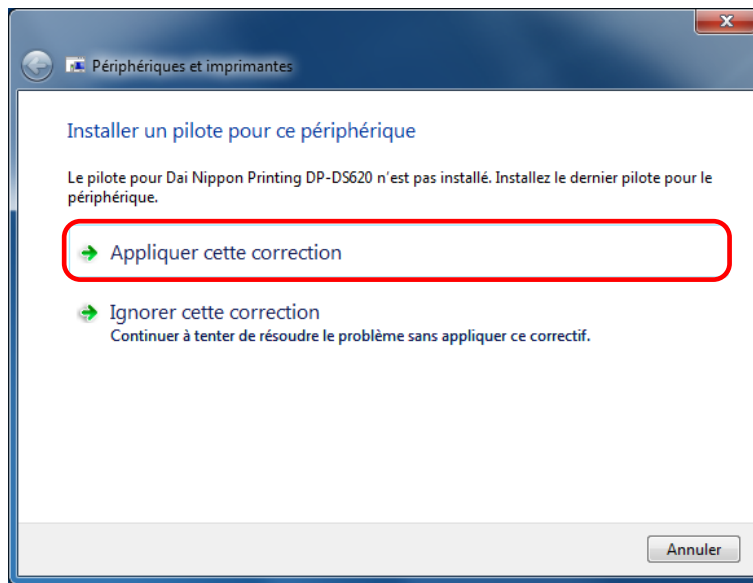 Périphériques et imprimantes
Installer un pilote pour ce périphérique
Le pilote pour Dai Nippon Printing DP-DS620 n'est pas installé. Installez le dernier pilote pour le
périphérique.
Appliquer cette correction
Ignorer cette correction
Continuer à tenter de résoudre le problème sans appliquer ce correctif.
Annuler